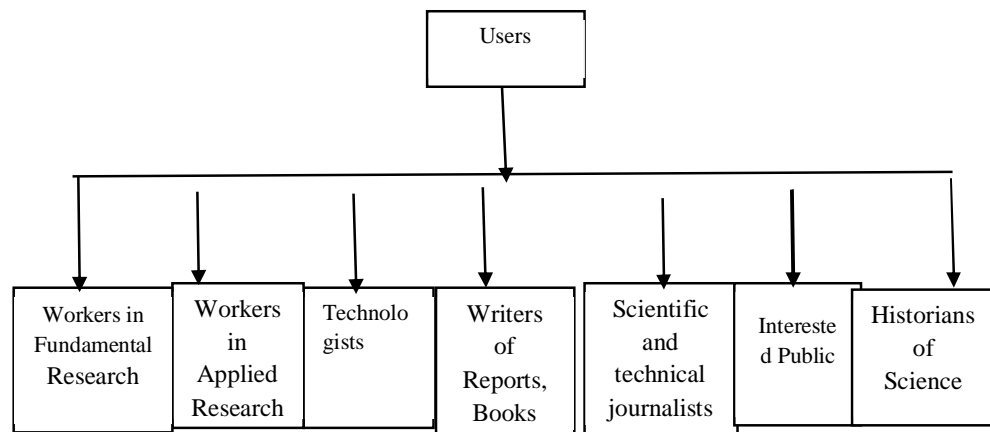 Users
Workers in
Fundamental
Research
Workers
in
Applied
Research
Technolo
gists
Writers
of
Reports,
Books
Scientific
and
technical
journalists
Intereste
d Public
Historians
of
Science